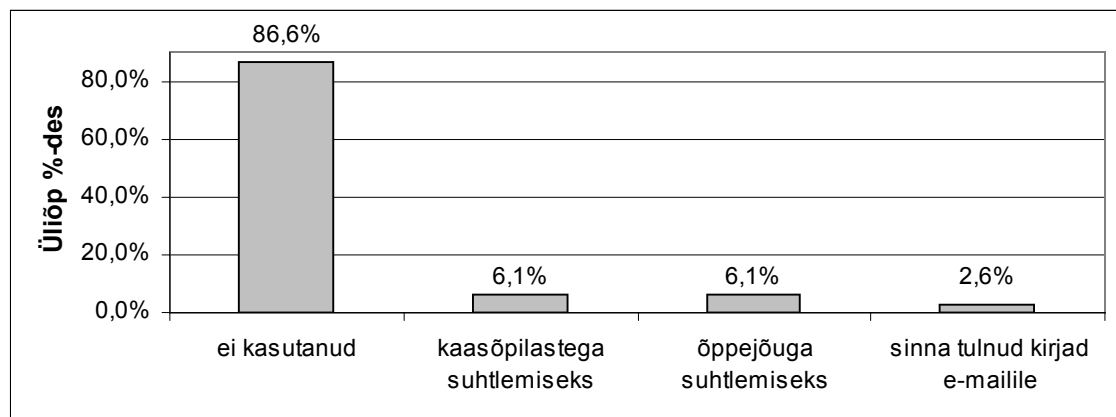 86,6%
80,0%
60,0%
40,0%
20,0%
0,0%
Üliõp %-des
6,1%
6,1%
2,6%
ei kasutanud
kaasõpilastega
suhtlemiseks
õppejõuga
suhtlemiseks
sinna tulnud kirjad
e-mailile